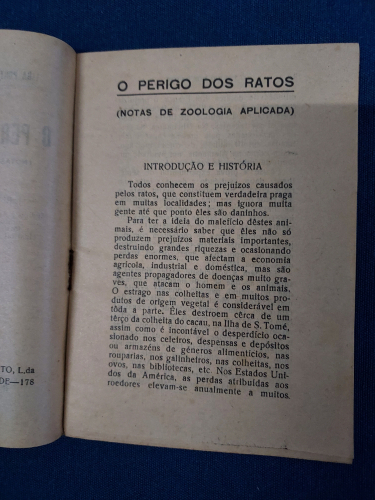 O PERIGO DOS RATOS
(NOTAS DE ZOOLOGIA APLICADA)
INTRODUÇÃO E HISTÓRIA
Todos conhecem os prejuízos causados
pelos ratos, que constituem verdadeira praga
em muitas localidades; mas ignora muita
gente até que ponto êles são daninhos.
Para ter a ideia do malefício dêstes ani-
mais, é necessário saber que êles não só
produzem prejuízos materiais importantes,
destruindo grandes riquezas e ocasionando
perdas enormes, que afectam a economia
agrícola, industrial e doméstica, mas são
agentes propagadores de doenças muito gra-
ves, que atacam o homem e os animais.
O estrago nas colheitas e em muitos pro-
dutos de origem vegetal é considerável em
tôda a parte. Êles destroem cêrca de um
têrço da colheita do cacau, na Ilha de S. Tomé,
assim como é incontável o desperdício oca-
sionado nos celeiros, despensas e depósitos
ou armazéns de géneros alimentícios, nas
rouparias, nos galinheiros, nas colheitas, nos
ovos, nas bibliotecas, etc. Nos Estados Uni-
dos da América, as perdas atribuídas aos
roedores elevam-se anualmente a muitos
O PER
TO, L.da
DE—178